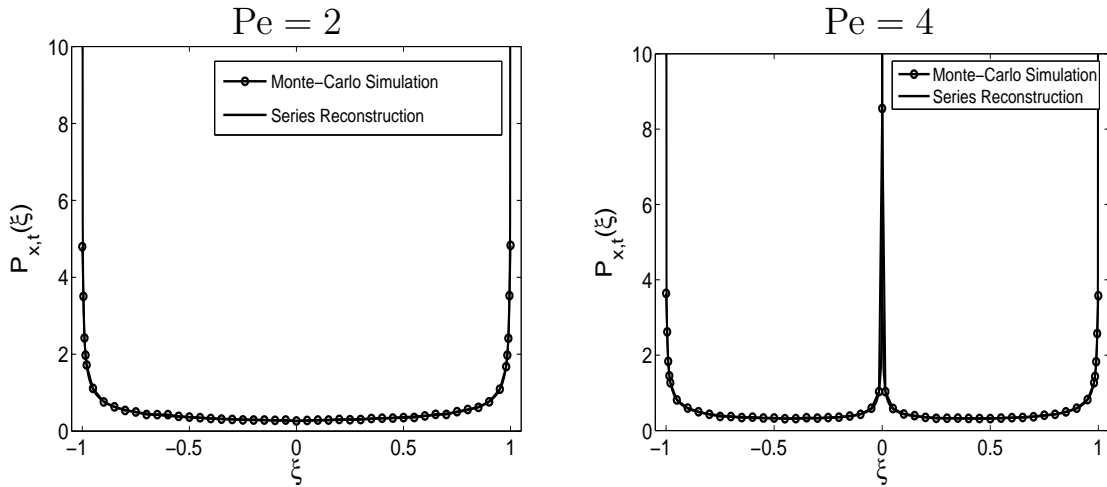 Pe = 2
10
8
6
4
2
0
P_{x,t}(ξ)
Monte−Carlo Simulation
Series Reconstruction
−1
−0.5
0
0.5
1
ξ
Pe = 4
10
8
6
4
2
0
P_{x,t}(ξ)
Monte−Carlo Simulation
Series Reconstruction
−1
−0.5
0
0.5
1
ξ